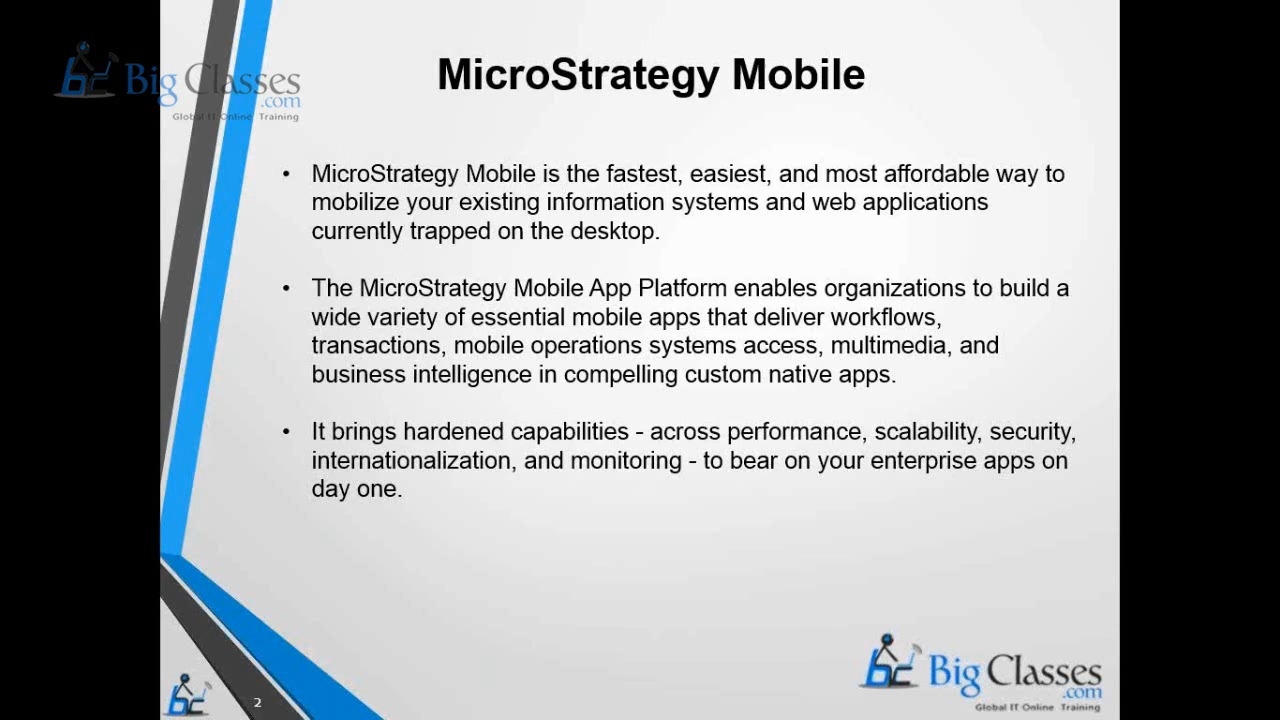 Big Classes
.com
Global IT Online Training
MicroStrategy Mobile
• MicroStrategy Mobile is the fastest, easiest, and most affordable way to
mobilize your existing information systems and web applications
currently trapped on the desktop.
• The MicroStrategy Mobile App Platform enables organizations to build a
wide variety of essential mobile apps that deliver workflows,
transactions, mobile operations systems access, multimedia, and
business intelligence in compelling custom native apps.
• It brings hardened capabilities - across performance, scalability, security,
internationalization, and monitoring - to bear on your enterprise apps on
day one.
bc
2
bc Big Classes
.com
Global IT Online Training